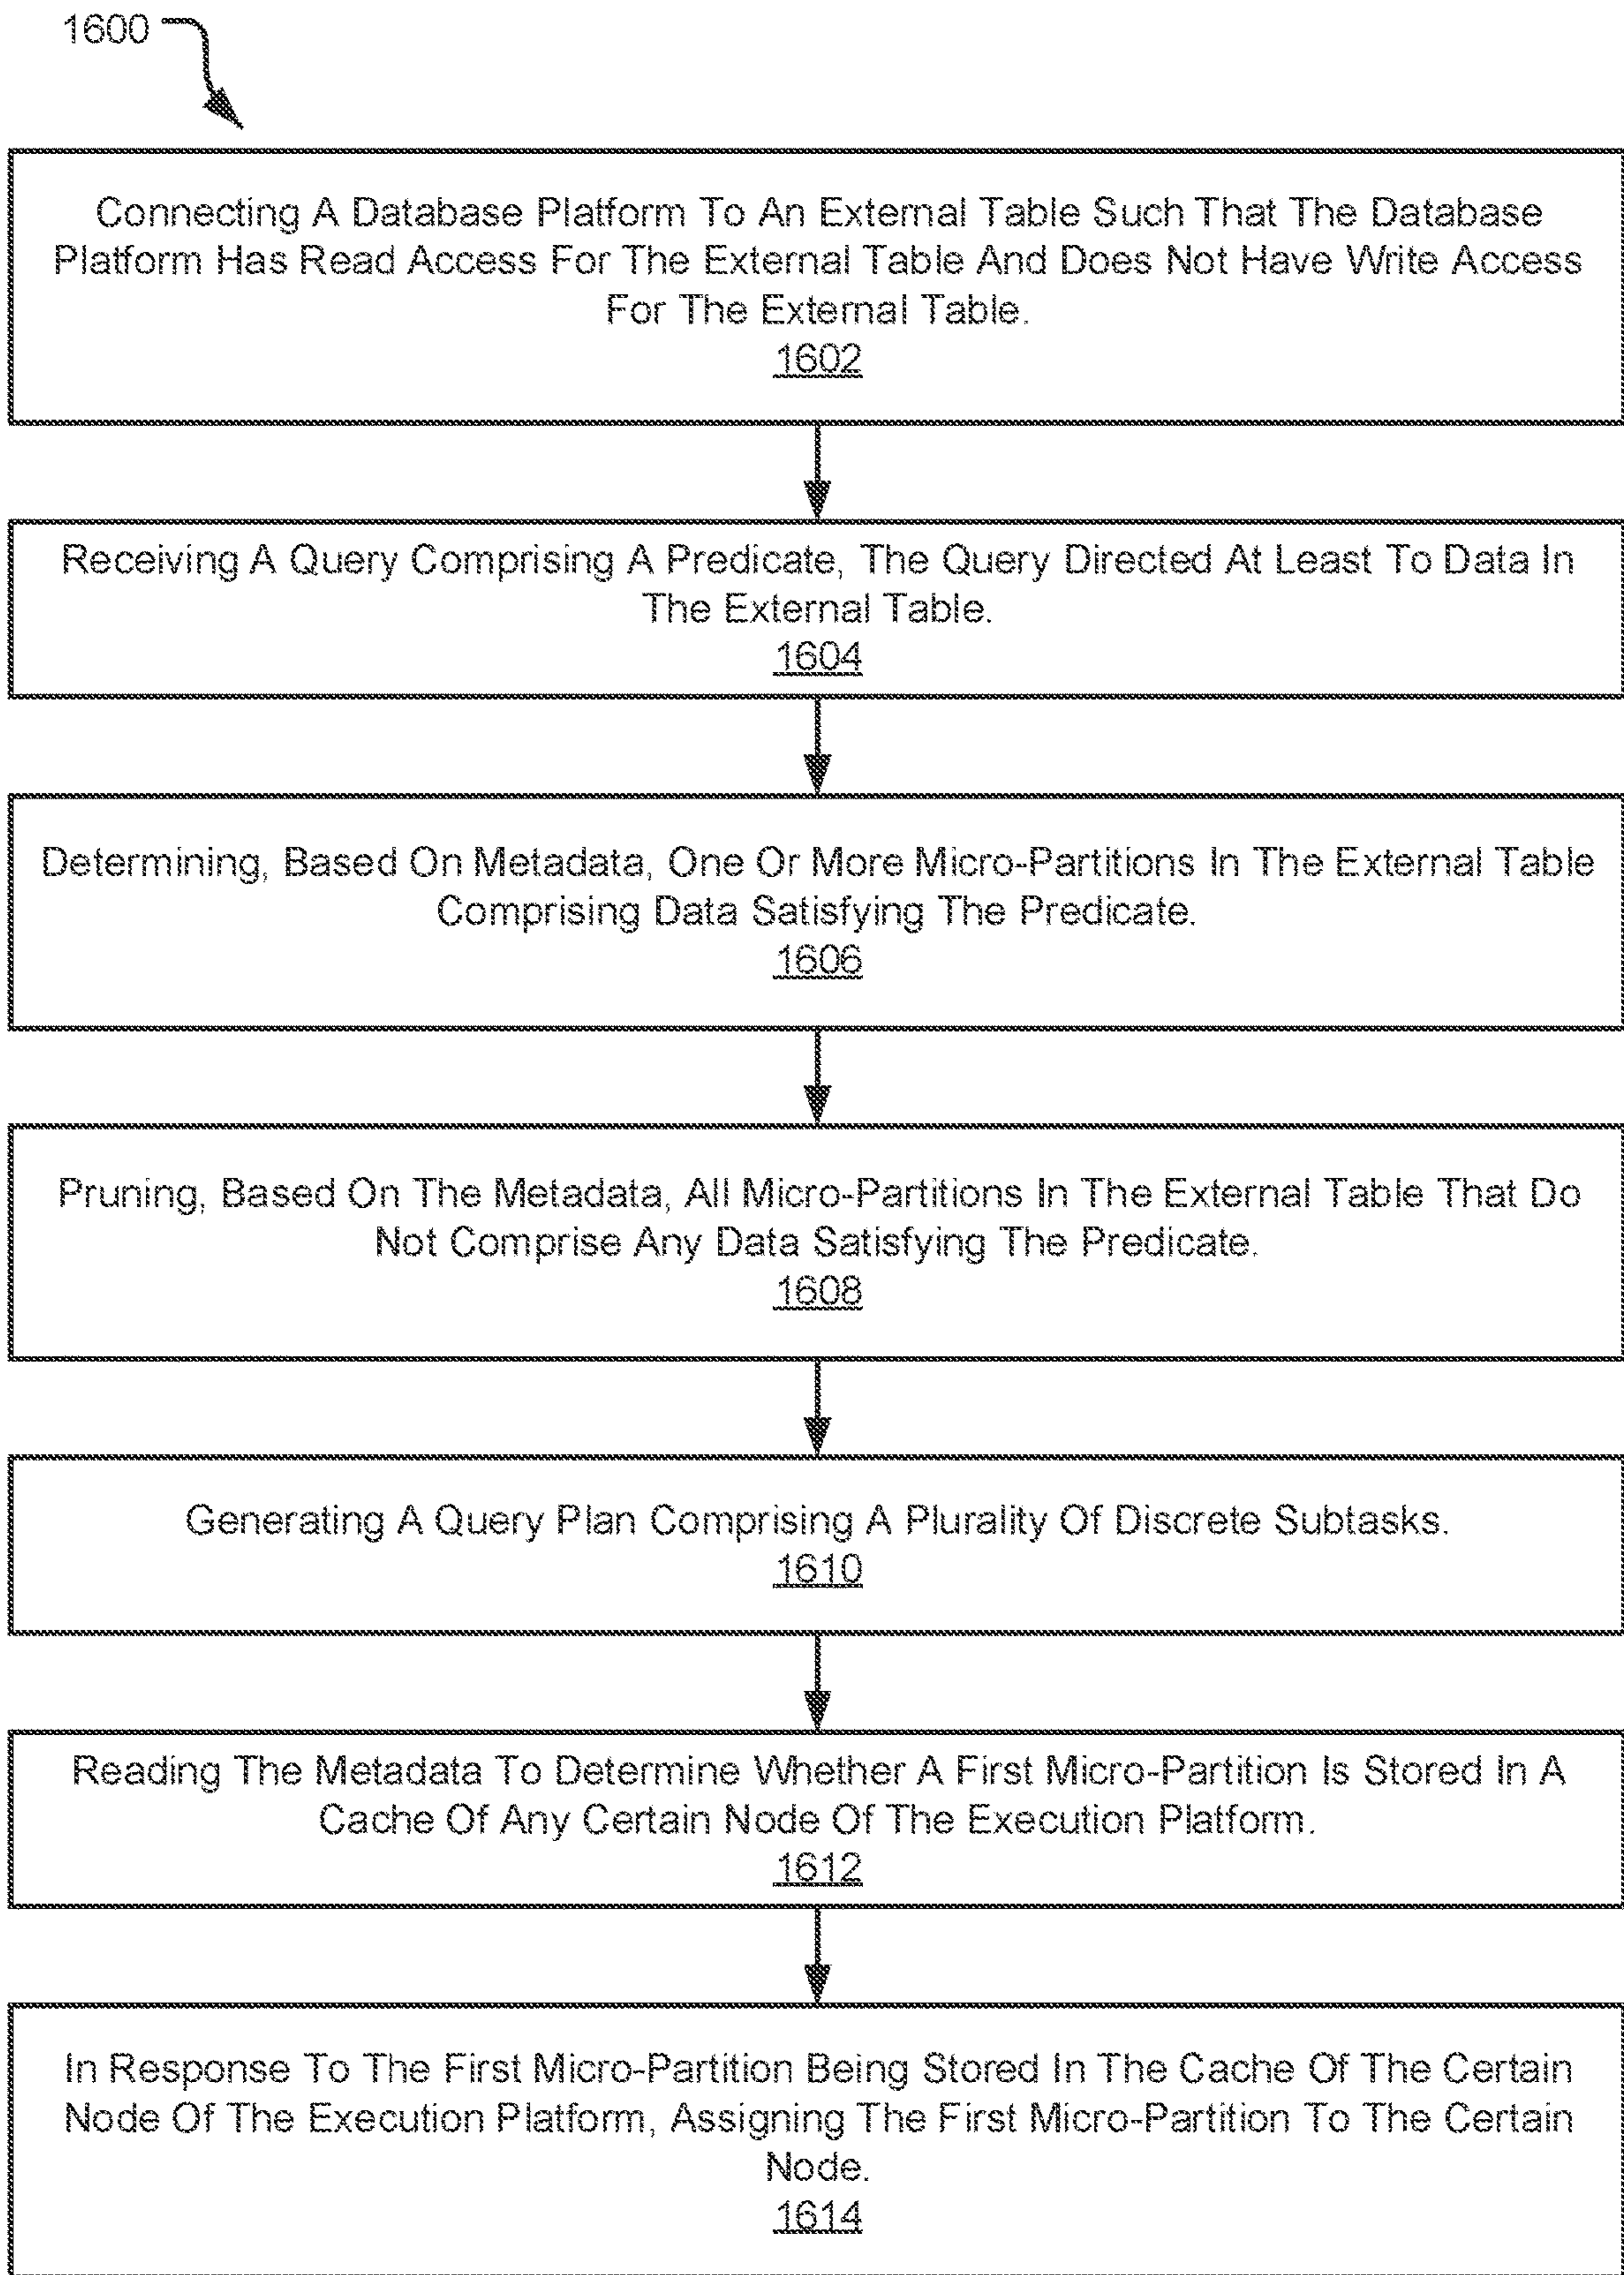 1600
Connecting A Database Platform To An External Table Such That The Database
Platform Has Read Access For The External Table And Does Not Have Write Access
For The External Table.
1602
Receiving A Query Comprising A Predicate, The Query Directed At Least To Data In
The External Table.
1604
Determining, Based On Metadata, One Or More Micro-Partitions In The External Table
Comprising Data Satisfying The Predicate.
1606
Pruning, Based On The Metadata, All Micro-Partitions In The External Table That Do
Not Comprise Any Data Satisfying The Predicate.
1608
Generating A Query Plan Comprising A Plurality Of Discrete Subtasks.
1610
Reading The Metadata To Determine Whether A First Micro-Partition Is Stored In A
Cache Of Any Certain Node Of The Execution Platform.
1612
In Response To The First Micro-Partition Being Stored In The Cache Of The Certain
Node Of The Execution Platform, Assigning The First Micro-Partition To The Certain
Node.
1614